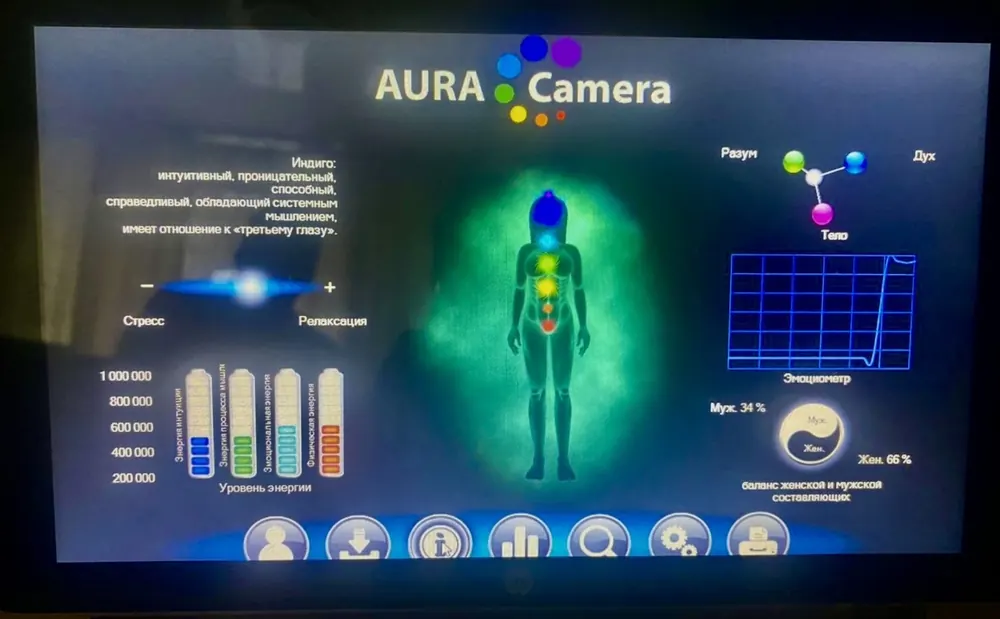 AURA Camera
Индиго:
интуитивный, проницательный,
способный,
справедливый, обладающий системным
мышлением,
имеет отношение к «третьему глазу».
− +
Стресс Релаксация
1 000 000
800 000
600 000
400 000
200 000
Энергия интуиции
Энергия процесса мышле
Эмоциональная энергия
Физическая энергия
Уровень энергии
Разум Дух
Тело
Эмоциометр
Муж. 34 %
Муж.
Жен.
Жен. 66 %
баланс женской и мужской
составляющих